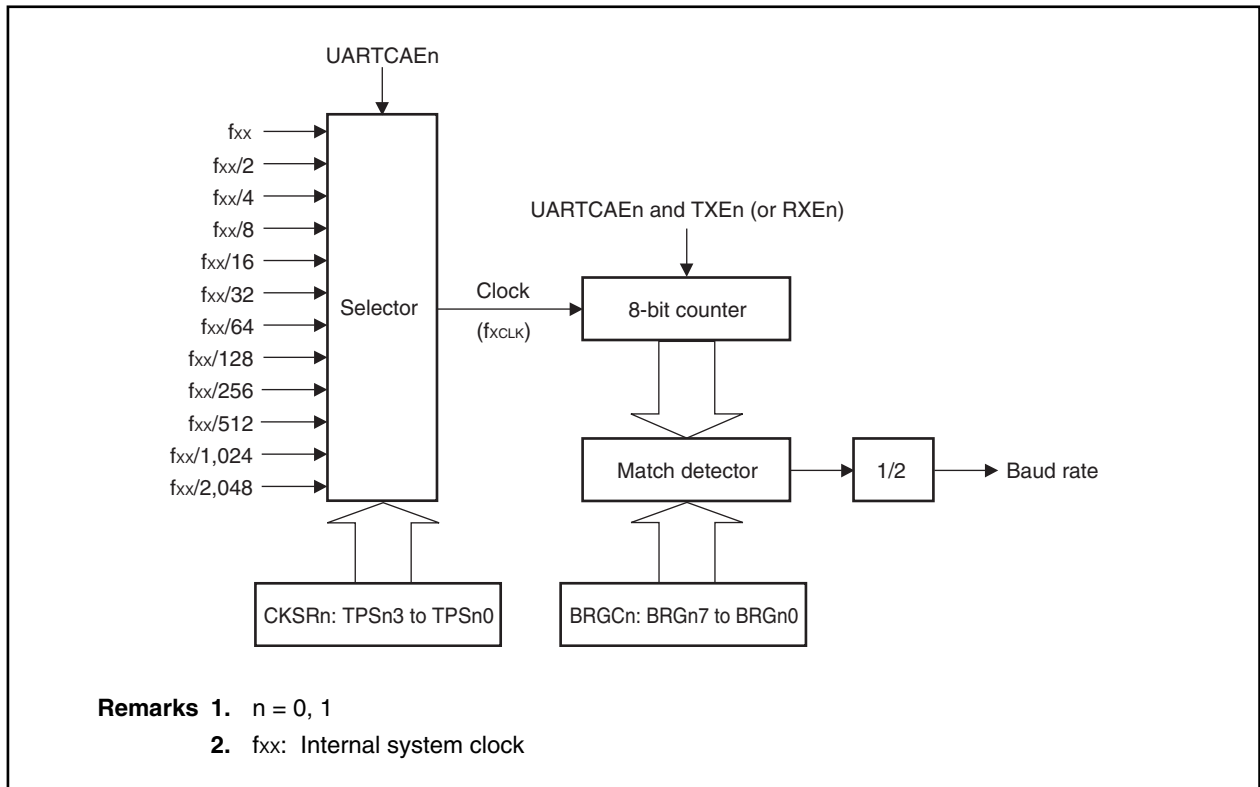 UARTCAEn
fxx
fxx/2
fxx/4
fxx/8
fxx/16
fxx/32
fxx/64
fxx/128
fxx/256
fxx/512
fxx/1,024
fxx/2,048
Selector
Clock
(fXCLK)
UARTCAEn and TXEn (or RXEn)
8-bit counter
Match detector
1/2
Baud rate
CKSRn: TPSn3 to TPSn0
BRGCn: BRGn7 to BRGn0
Remarks 1. n = 0, 1
2. fxx: Internal system clock